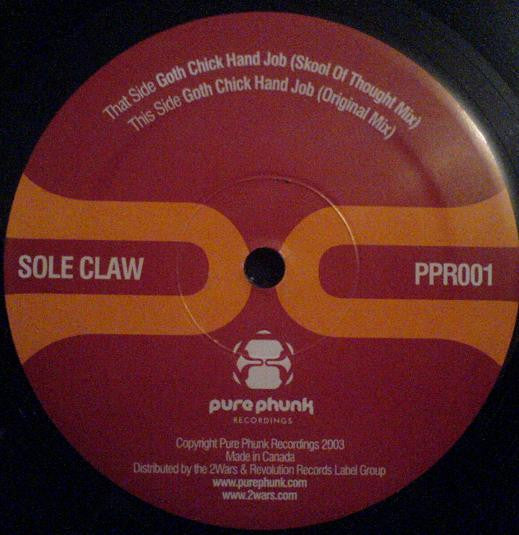 That Side Goth Chick Hand Job (Skool Of Thought Mix)
This Side Goth Chick Hand Job (Original Mix)
SOLE CLAW
PPR001
pure phunk
RECORDINGS
Copyright Pure Phunk Recordings 2003
Made in Canada
Distributed by the 2Wars & Revolution Records Label Group
www.purephunk.com
www.2wars.com